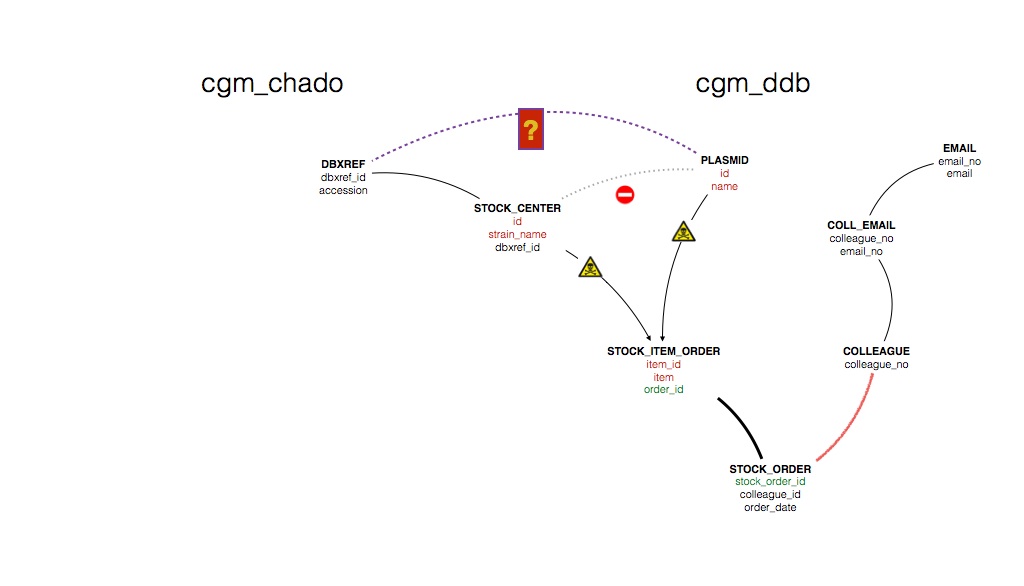 cgm_chado
cgm_ddb
?
DBXREF
dbxref_id
accession
PLASMID
id
name
EMAIL
email_no
email
STOCK_CENTER
id
strain_name
dbxref_id
COLL_EMAIL
colleague_no
email_no
STOCK_ITEM_ORDER
item_id
item
order_id
COLLEAGUE
colleague_no
STOCK_ORDER
stock_order_id
colleague_id
order_date